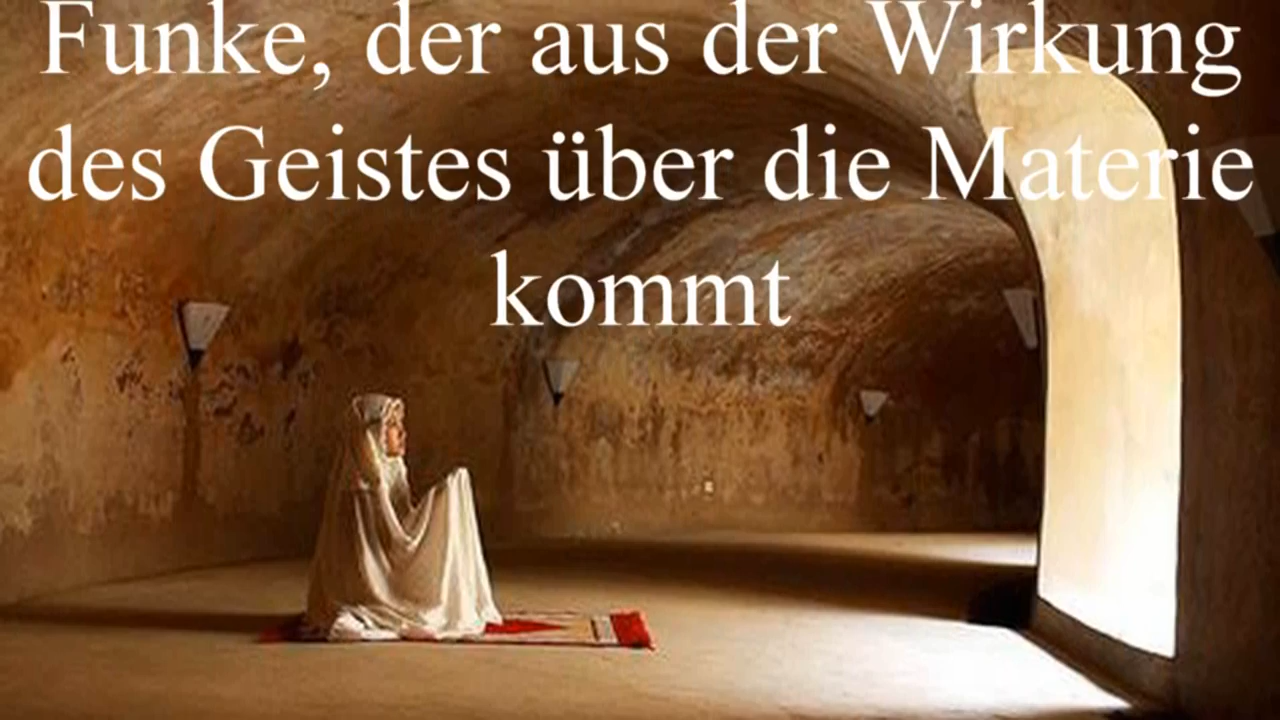 Funke, der aus der Wirkung
des Geistes über die Materie
kommt